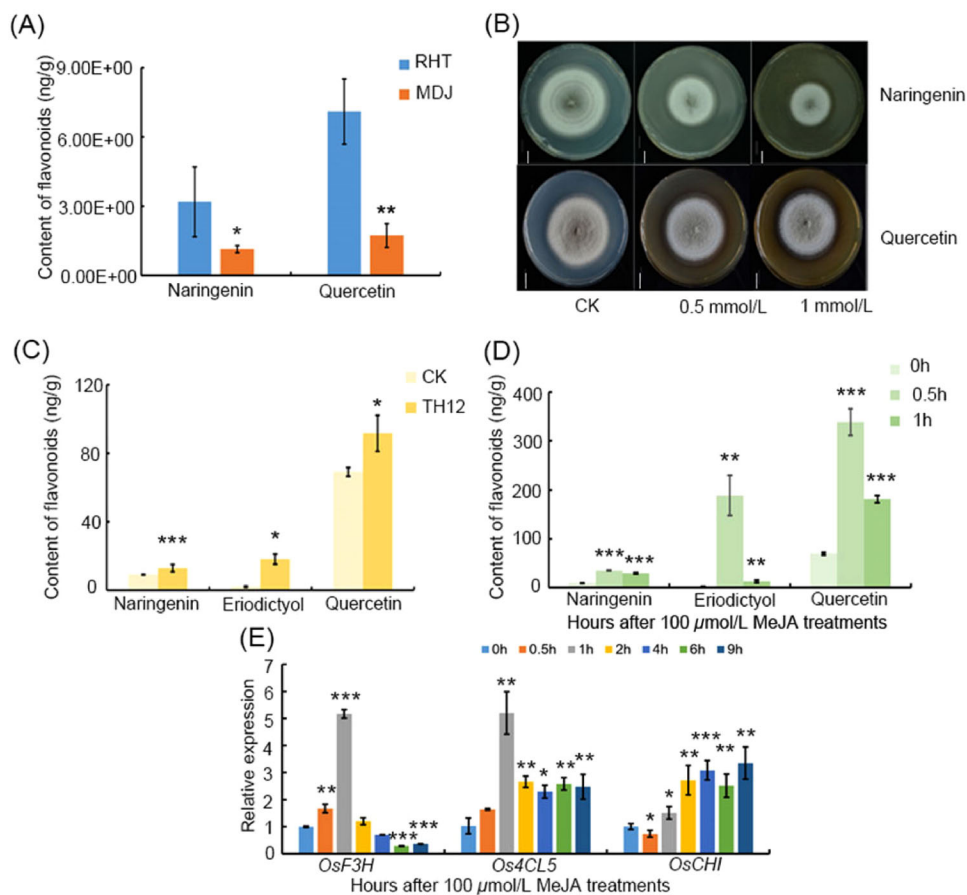 (A)
9.00E+00
6.00E+00
3.00E+00
0.00E+00
Content of flavonoids (ng/g)
RHT
MDJ
*
**
Naringenin Quercetin
(B)
Naringenin
Quercetin
CK 0.5 mmol/L 1 mmol/L
(C)
Content of flavonoids (ng/g)
120
80
40
0
CK
TH12
***
*
*
Naringenin Eriodictyol Quercetin
(D)
Content of flavonoids (ng/g)
400
300
200
100
0
0h
0.5h
1h
*** ***
** **
*** ***
Naringenin Eriodictyol Quercetin
Hours after 100 µmol/L MeJA treatments
(E)
0h 0.5h 1h 2h 4h 6h 9h
Relative expression
7
6
5
4
3
2
1
0
** *** *** ***
** ** * ** **
* * ** *** ** **
OsF3H Os4CL5 OsCHI
Hours after 100 µmol/L MeJA treatments